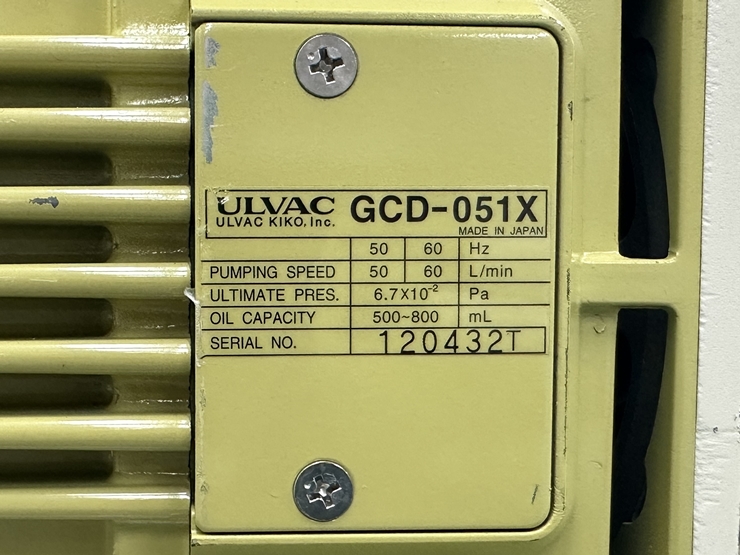 ULVAC GCD-051X
ULVAC KIKO, Inc. MADE IN JAPAN
50 60 Hz
PUMPING SPEED 50 60 L/min
ULTIMATE PRES. 6.7X10⁻² Pa
OIL CAPACITY 500~800 mL
SERIAL NO. 120432T